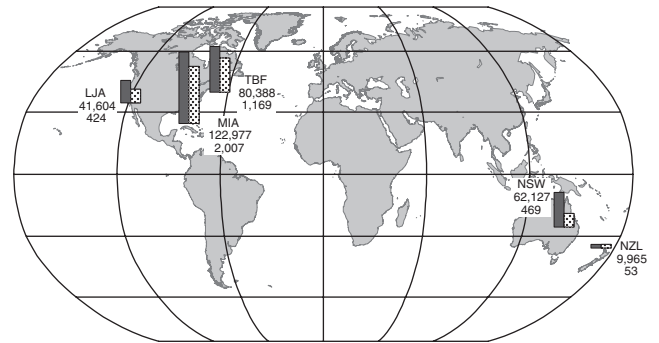 LJA
41,604
424
TBF
80,388
1,169
MIA
122,977
2,007
NSW
62,127
469
NZL
9,965
53